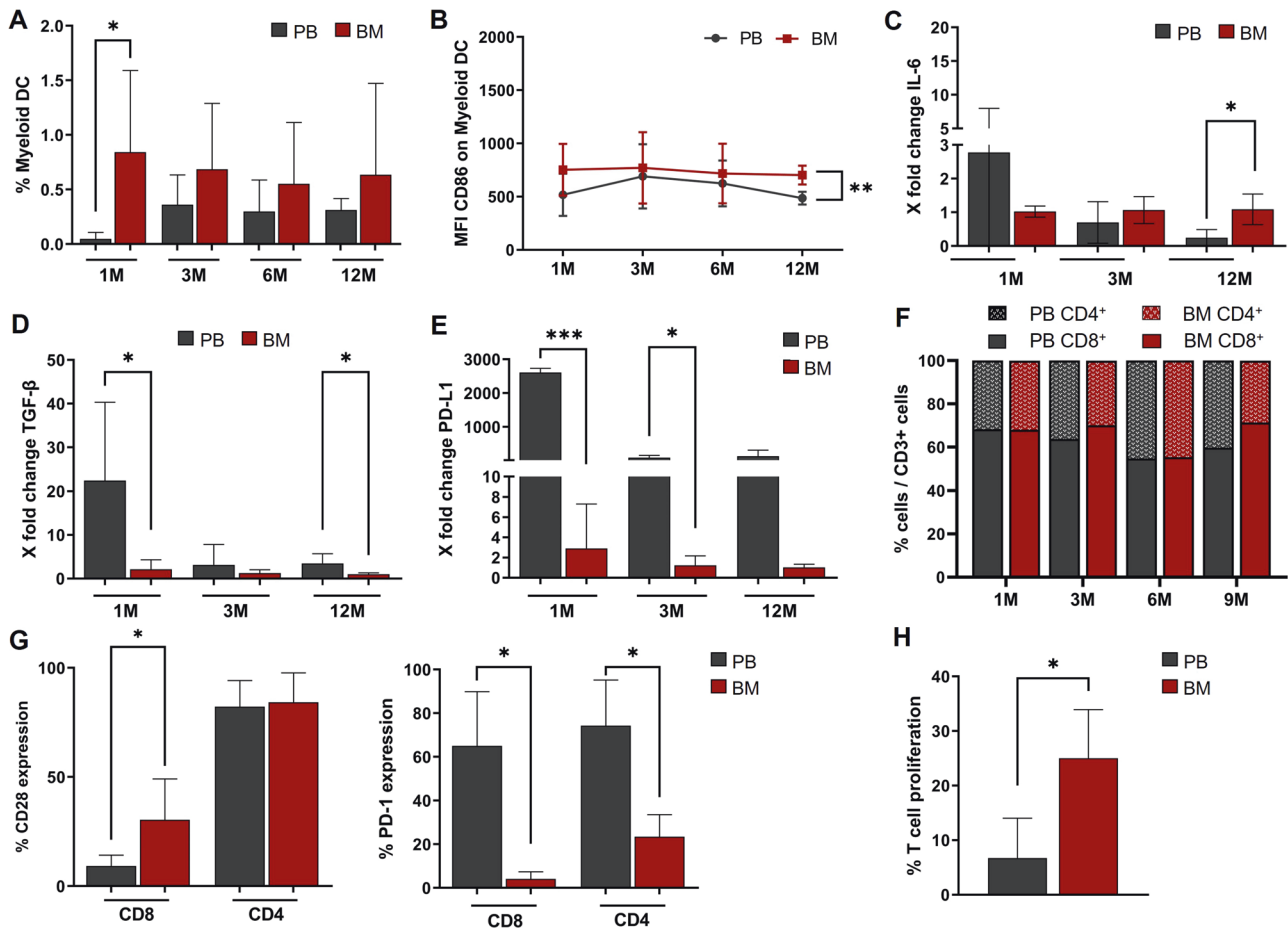 A
PB BM
% Myeloid DC
2.0
1.5
1.0
0.5
0.0
*
1M 3M 6M 12M
B
PB BM
MFI CD86 on Myeloid DC
2000
1500
1000
500
0
**
1M 3M 6M 12M
C
PB BM
X fold change IL-6
20
15
10
5
3
2
1
0
*
1M 3M 12M
D
PB BM
X fold change TGF-β
50
40
30
20
10
0
* *
1M 3M 12M
E
PB
BM
X fold change PD-L1
3000
2000
1000
10
8
6
4
2
0
*** *
1M 3M 12M
F
PB CD4+ BM CD4+
PB CD8+ BM CD8+
% cells / CD3+ cells
100
80
60
40
20
0
1M 3M 6M 9M
G
% CD28 expression
100
50
0
*
CD8 CD4
PB
BM
% PD-1 expression
100
80
60
40
20
0
* *
CD8 CD4
H
PB
BM
% T cell proliferation
40
30
20
10
0
*